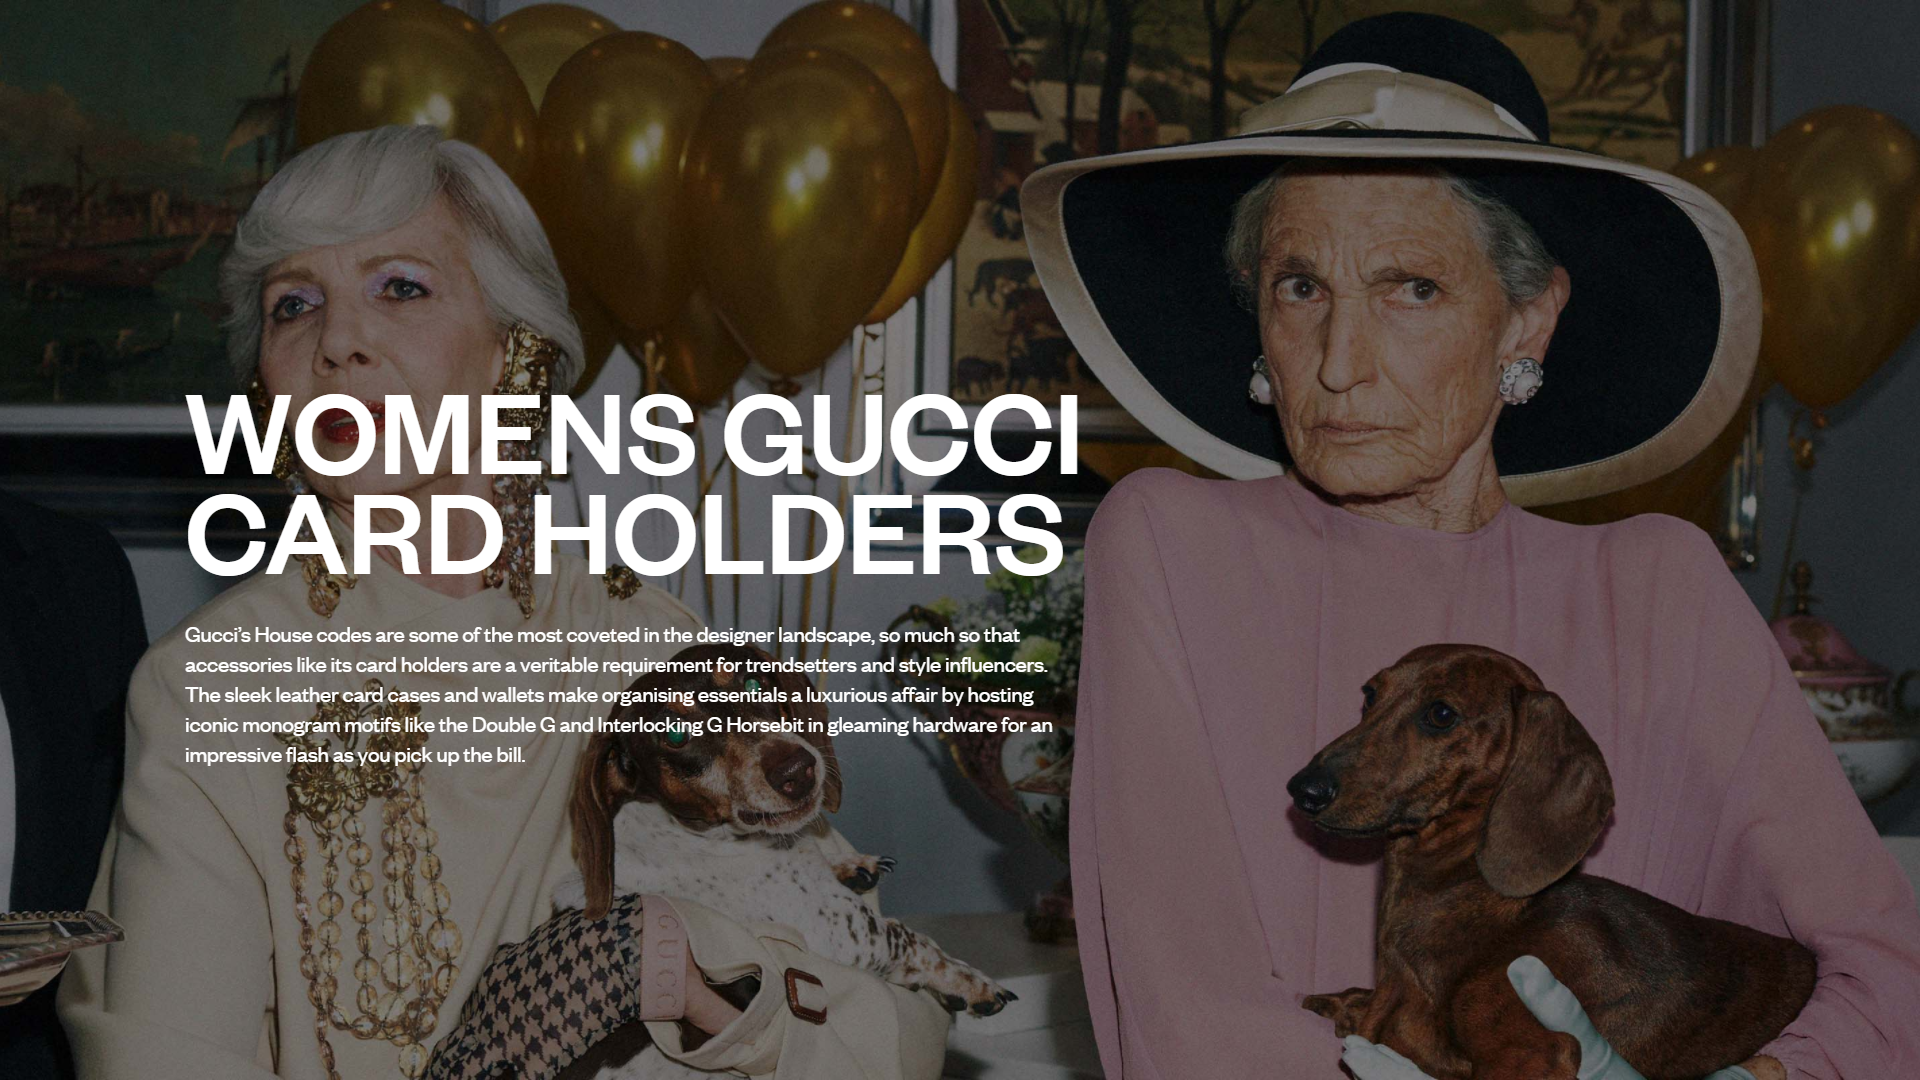 WOMENS GUCCI
CARD HOLDERS
Gucci’s House codes are some of the most coveted in the designer landscape, so much so that
accessories like its card holders are a veritable requirement for trendsetters and style influencers.
The sleek leather card cases and wallets make organising essentials a luxurious affair by hosting
iconic monogram motifs like the Double G and Interlocking G Horsebit in gleaming hardware for an
impressive flash as you pick up the bill.
GUCCI